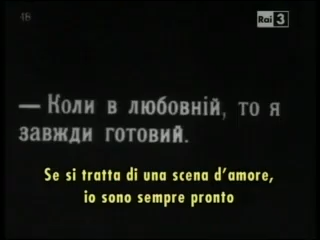 Rai 3
— Коли в любовній, то я
завжди готовий.
Se si tratta di una scena d'amore,
io sono sempre pronto